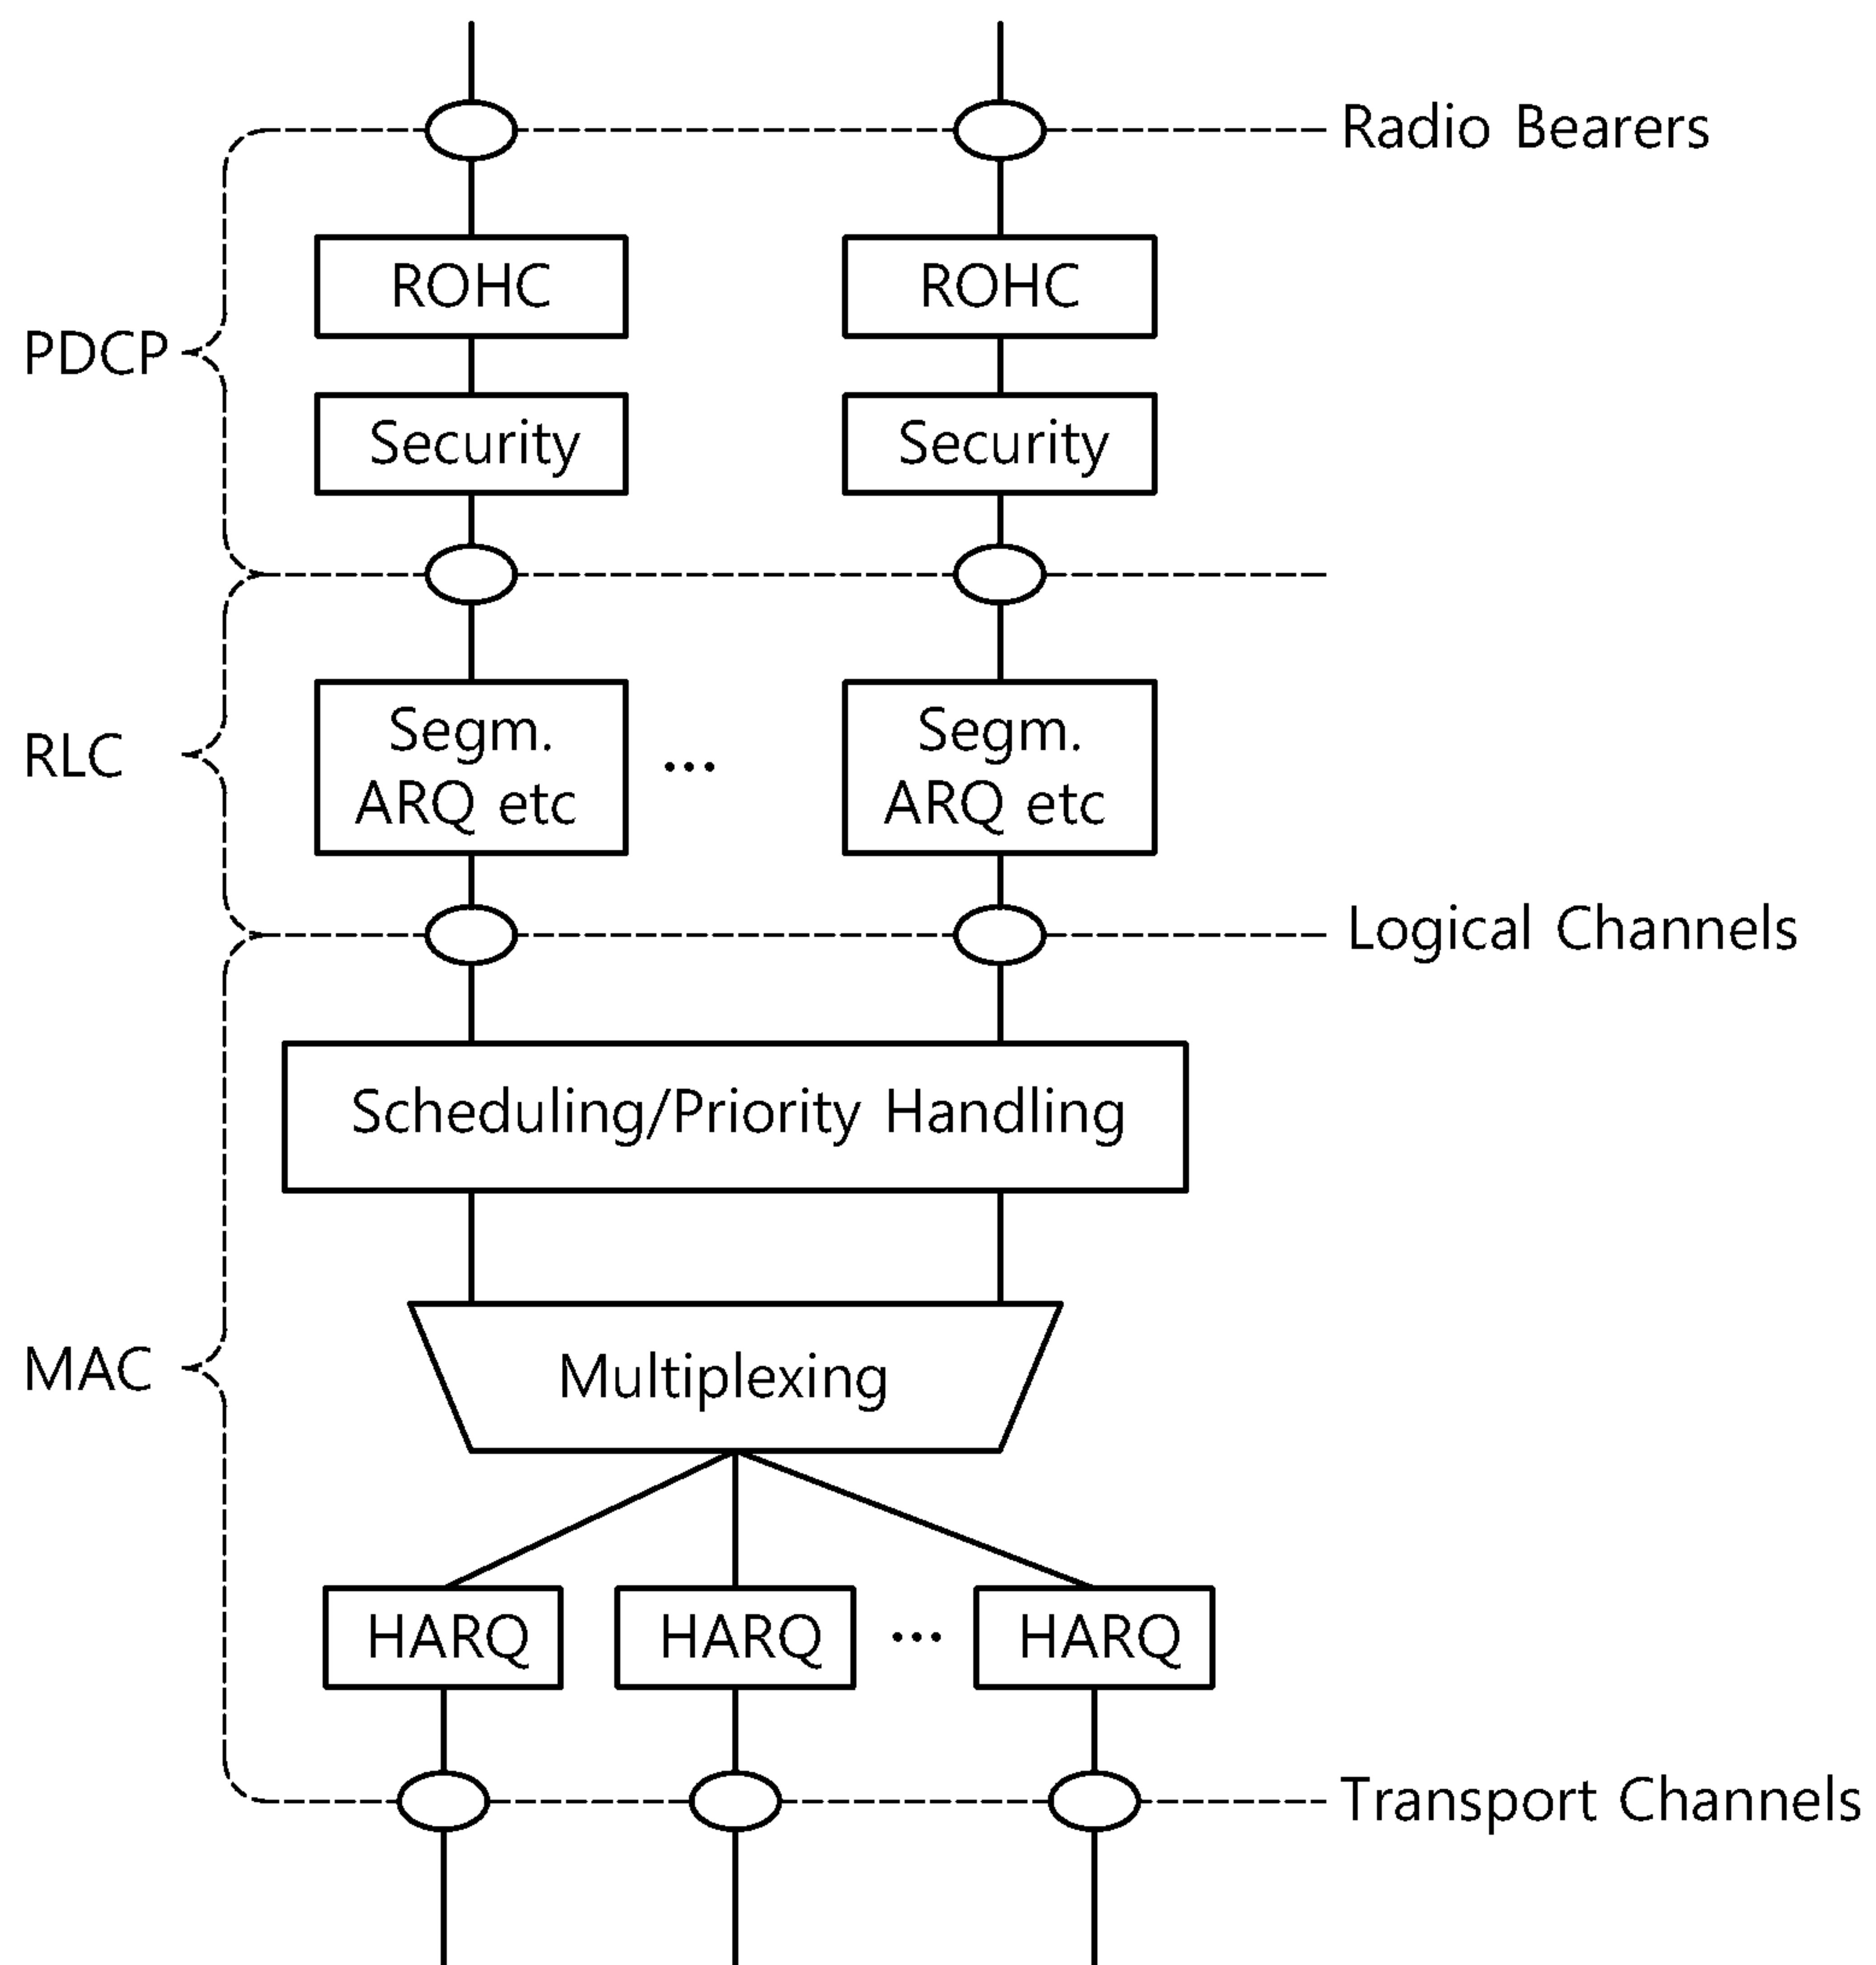 Radio Bearers
ROHC
ROHC
PDCP
Security
Security
Segm.
ARQ etc
...
Segm.
ARQ etc
RLC
Logical Channels
Scheduling/Priority Handling
MAC
Multiplexing
HARQ
HARQ
...
HARQ
Transport Channels